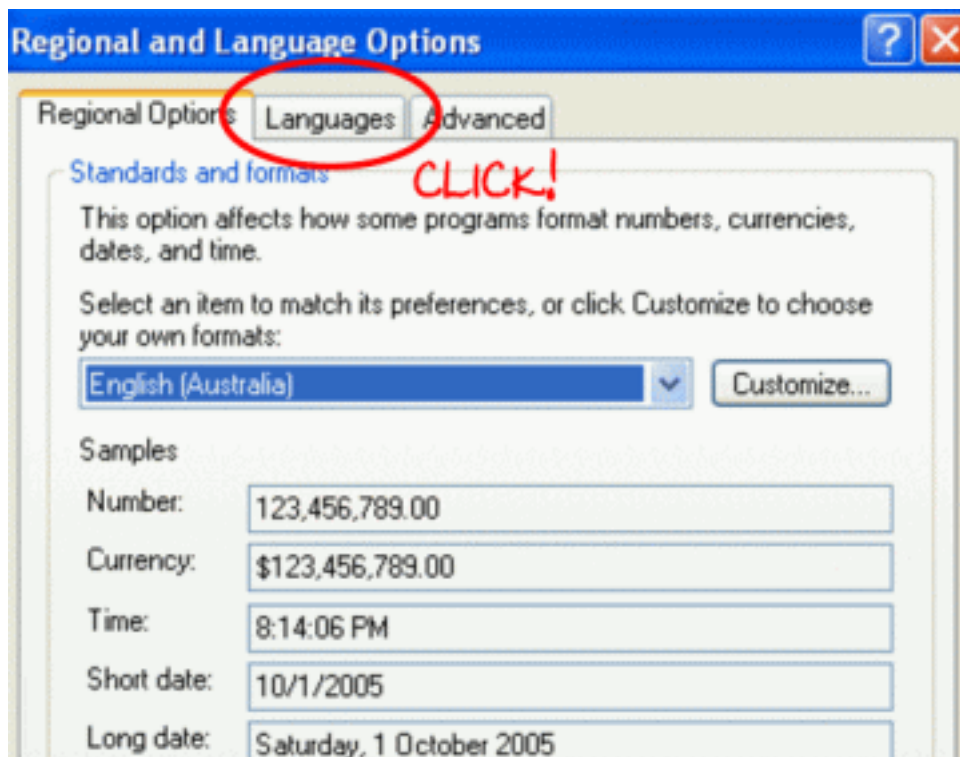 Regional and Language Options
Regional Options Languages Advanced
CLICK!
Standards and formats
This option affects how some programs format numbers, currencies,
dates, and time.
Select an item to match its preferences, or click Customize to choose
your own formats:
English (Australia) Customize...
Samples
Number: 123,456,789.00
Currency: $123,456,789.00
Time: 8:14:06 PM
Short date: 10/1/2005
Long date: Saturday, 1 October 2005